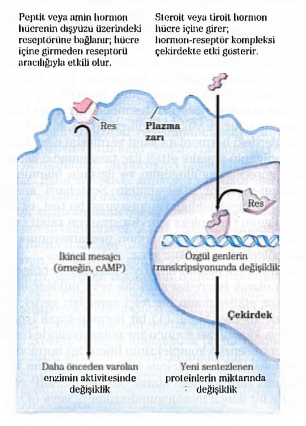 Peptit veya amin hormon
hücrenin dışyüzü üzerindeki
reseptörüne bağlanır; hücre
içine girmeden reseptörü
aracılığıyla etkili olur.
Steroit veya tiroit hormon
hücre içine girer;
hormon-reseptör kompleksi
çekirdekte etki gösterir.
Res
Plazma
zarı
Res
İkincil mesajcı
(örneğin, cAMP)
Özgül genlerin
transkripsiyonunda değişiklik
Çekirdek
Daha önceden varolan
enzimin aktivitesinde
değişiklik
Yeni sentezlenen
proteinlerin miktarında
değişiklik